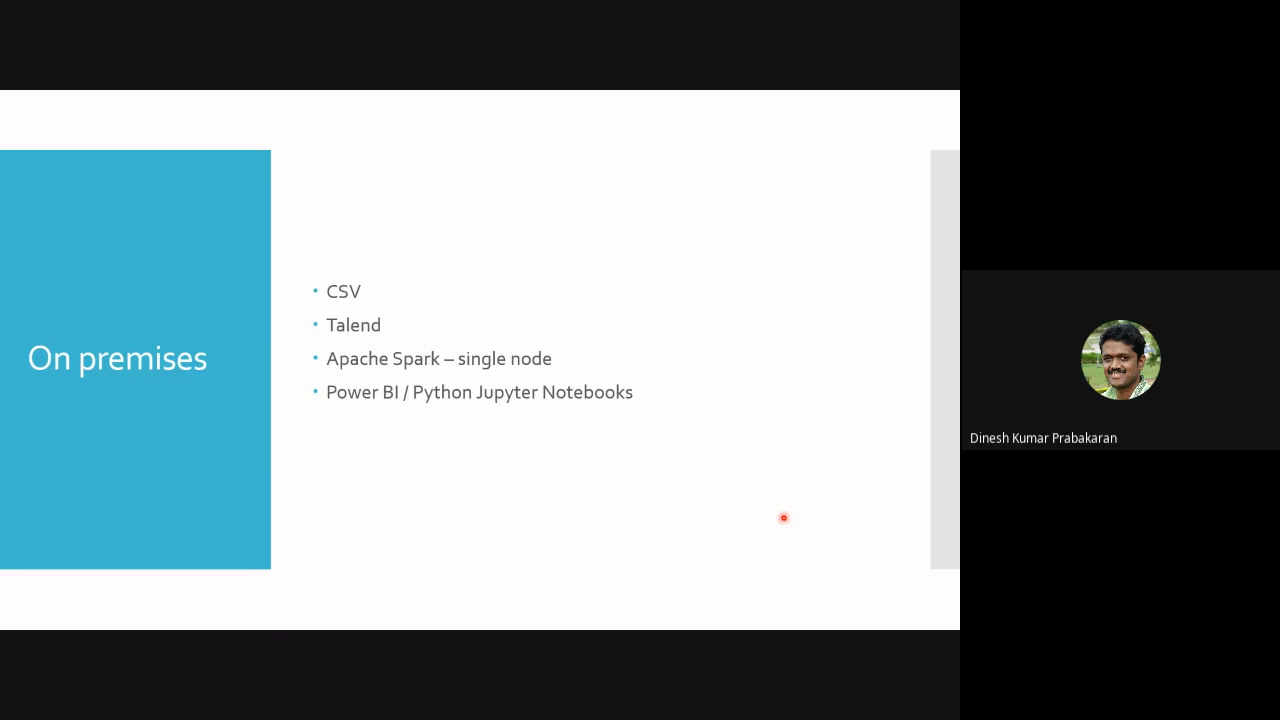 On premises
CSV
Talend
Apache Spark – single node
Power BI / Python Jupyter Notebooks
Dinesh Kumar Prabakaran